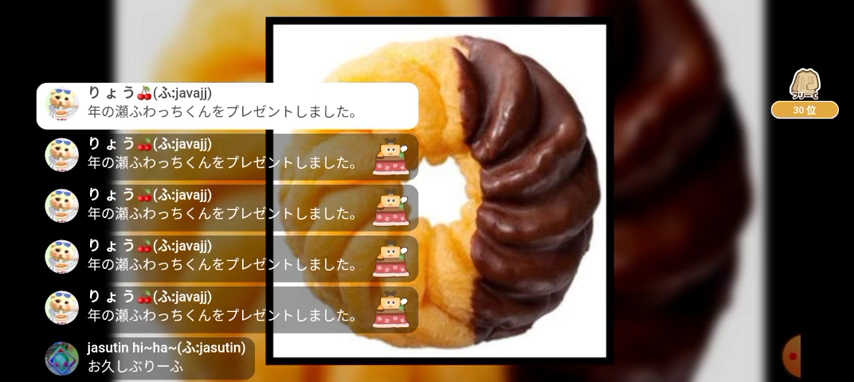 りょう🍒(ふ:javajj)
年の瀬ふわっちくんをプレゼントしました。
りょう🍒(ふ:javajj)
年の瀬ふわっちくんをプレゼントしました。
りょう🍒(ふ:javajj)
年の瀬ふわっちくんをプレゼントしました。
りょう🍒(ふ:javajj)
年の瀬ふわっちくんをプレゼントしました。
りょう🍒(ふ:javajj)
年の瀬ふわっちくんをプレゼントしました。
jasutin hi~ha~(ふ:jasutin)
お久しぶりーふ
30 位